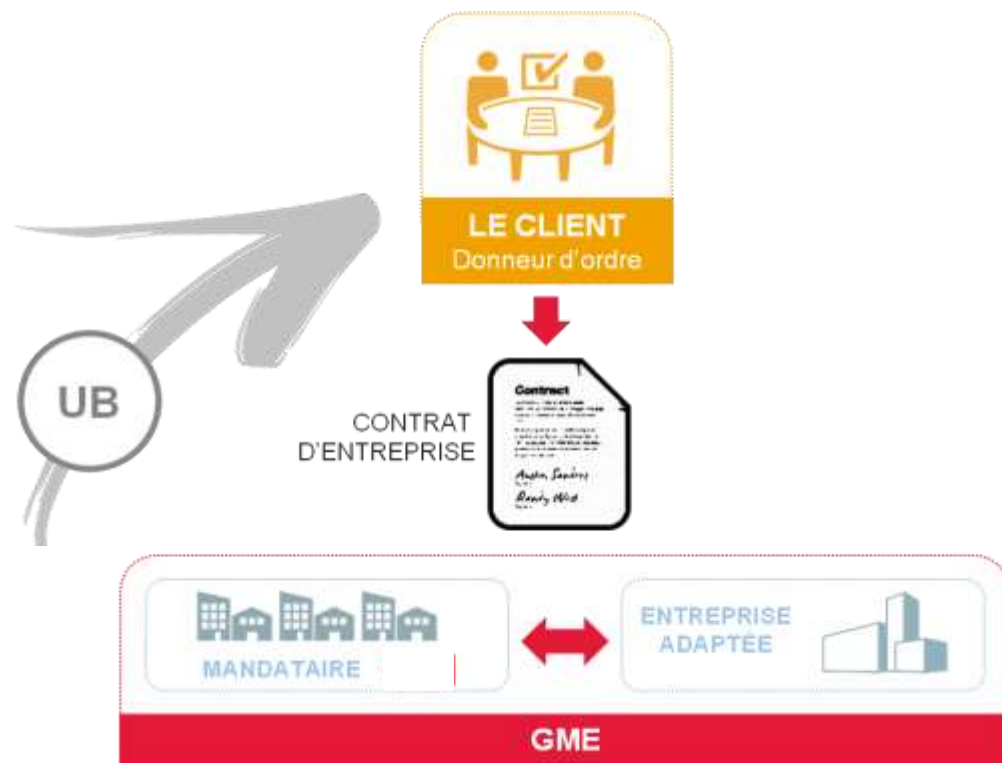 LE CLIENT
Donneur d'ordre
UB
CONTRAT
D'ENTREPRISE
Contract
MANDATAIRE
ENTREPRISE
ADAPTÉE
GME